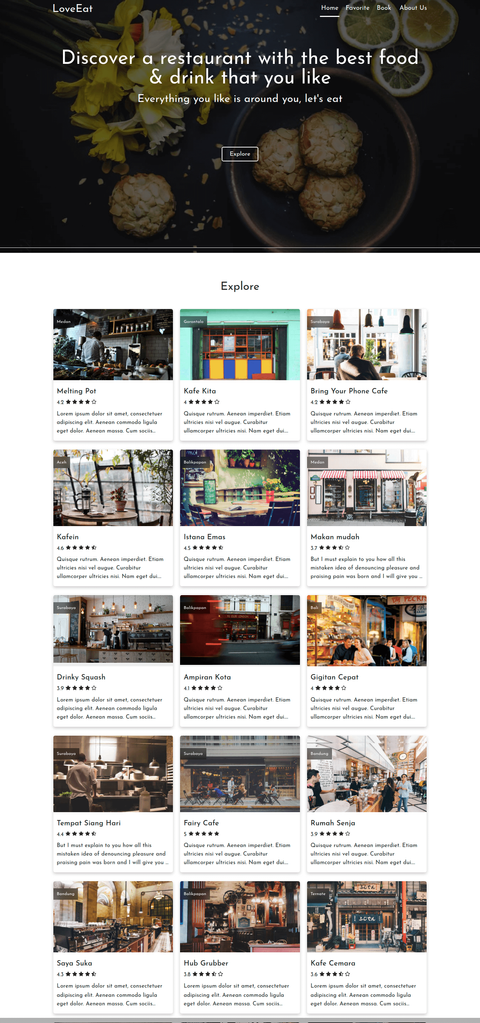 LoveEat
Home Favorite Book About Us
Discover a restaurant with the best food
& drink that you like
Everything you like is around you, let's eat
Explore
Explore
Medan
Melting Pot
4.2
Lorem ipsum dolor sit amet, consectetuer
adipiscing elit. Aenean commodo ligula
eget dolor. Aenean massa. Cum sociis...
Gorontalo
Kafe Kita
4
Quisque rutrum. Aenean imperdiet. Etiam
ultricies nisi vel augue. Curabitur
ullamcorper ultricies nisi. Nam eget dui...
Surabaya
Bring Your Phone Cafe
4.2
Quisque rutrum. Aenean imperdiet. Etiam
ultricies nisi vel augue. Curabitur
ullamcorper ultricies nisi. Nam eget dui...
Aceh
Kafein
4.6
Quisque rutrum. Aenean imperdiet. Etiam
ultricies nisi vel augue. Curabitur
ullamcorper ultricies nisi. Nam eget dui...
Balikpapan
Istana Emas
4.5
Quisque rutrum. Aenean imperdiet. Etiam
ultricies nisi vel augue. Curabitur
ullamcorper ultricies nisi. Nam eget dui...
Medan
Makan mudah
3.7
But I must explain to you how all this
mistaken idea of denouncing pleasure and
praising pain was born and I will give you ...
Surabaya
Drinky Squash
3.9
Lorem ipsum dolor sit amet, consectetuer
adipiscing elit. Aenean commodo ligula
eget dolor. Aenean massa. Cum sociis...
Balikpapan
Ampiran Kota
4.1
Quisque rutrum. Aenean imperdiet. Etiam
ultricies nisi vel augue. Curabitur
ullamcorper ultricies nisi. Nam eget dui...
Bali
Gigitan Cepat
4
Quisque rutrum. Aenean imperdiet. Etiam
ultricies nisi vel augue. Curabitur
ullamcorper ultricies nisi. Nam eget dui...
Surabaya
Tempat Siang Hari
4.4
But I must explain to you how all this
mistaken idea of denouncing pleasure and
praising pain was born and I will give you ...
Surabaya
Fairy Cafe
5
Quisque rutrum. Aenean imperdiet. Etiam
ultricies nisi vel augue. Curabitur
ullamcorper ultricies nisi. Nam eget dui...
Bandung
Rumah Senja
3.9
Quisque rutrum. Aenean imperdiet. Etiam
ultricies nisi vel augue. Curabitur
ullamcorper ultricies nisi. Nam eget dui...
Bandung
Saya Suka
4.3
Lorem ipsum dolor sit amet, consectetuer
adipiscing elit. Aenean commodo ligula
eget dolor. Aenean massa. Cum sociis...
Balikpapan
Hub Grubber
3.8
Lorem ipsum dolor sit amet, consectetuer
adipiscing elit. Aenean commodo ligula
eget dolor. Aenean massa. Cum sociis...
Ternate
Kafe Cemara
3.6
Lorem ipsum dolor sit amet, consectetuer
adipiscing elit. Aenean commodo ligula
eget dolor. Aenean massa. Cum sociis...